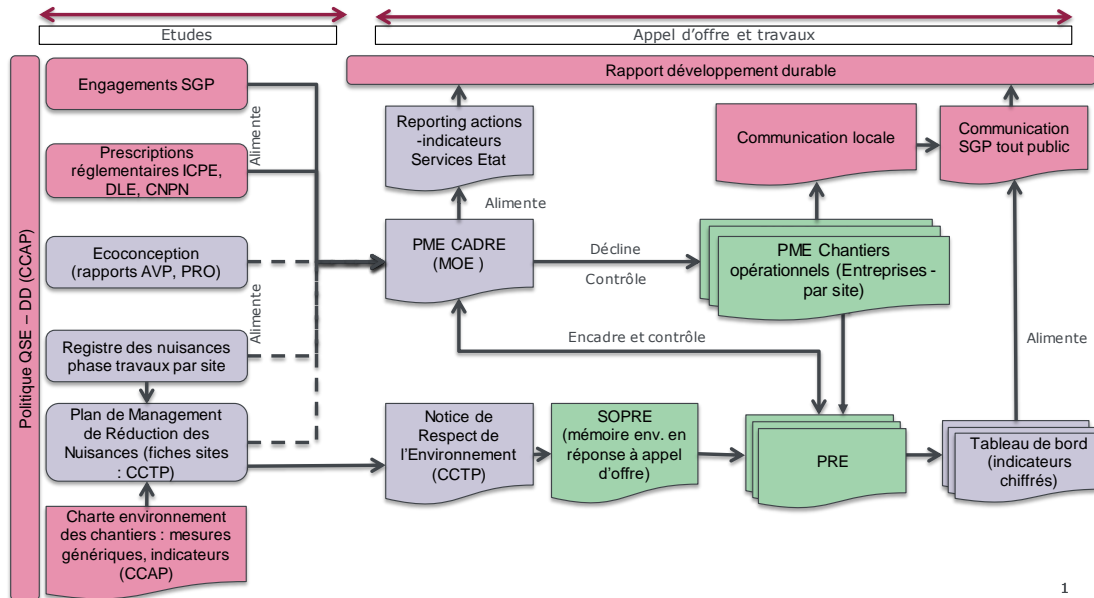 Etudes
Appel d'offre et travaux
Politique QSE – DD (CCAP)
Engagements SGP
Rapport développement durable
Alimente
Reporting actions
-indicateurs
Services Etat
Communication locale
Communication
SGP tout public
Prescriptions
réglementaires ICPE,
DLE, CNPN
Alimente
Ecoconception
(rapports AVP, PRO)
PME CADRE
(MOE )
Décline
Contrôle
PME Chantiers
opérationnels (Entreprises -
par site)
Alimente
Registre des nuisances
phase travaux par site
Encadre et contrôle
Alimente
Plan de Management
de Réduction des
Nuisances (fiches sites
: CCTP)
Notice de
Respect de
l'Environnement
(CCTP)
SOPRE
(mémoire env. en
réponse à appel
d'offre)
PRE
Tableau de bord
(indicateurs
chiffrés)
Charte environnement
des chantiers : mesures
génériques, indicateurs
(CCAP)
1